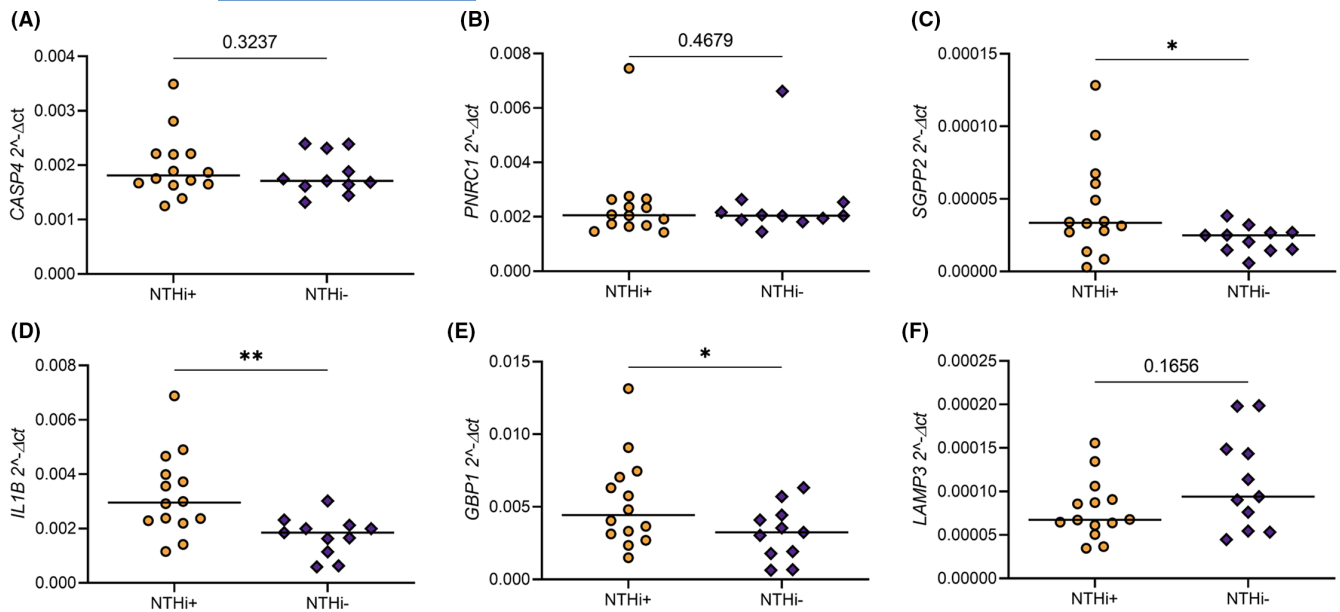 (A)
0.3237
CASP4 2^-Δct
0.004
0.003
0.002
0.001
0.000
NTHi+ NTHi-
(B)
0.4679
PNRC1 2^-Δct
0.008
0.006
0.004
0.002
0.000
NTHi+ NTHi-
(C)
*
SGPP2 2^-Δct
0.00015
0.00010
0.00005
0.00000
NTHi+ NTHi-
(D)
**
IL1B 2^-Δct
0.008
0.006
0.004
0.002
0.000
NTHi+ NTHi-
(E)
*
GBP1 2^-Δct
0.015
0.010
0.005
0.000
NTHi+ NTHi-
(F)
0.1656
LAMP3 2^-Δct
0.00025
0.00020
0.00015
0.00010
0.00005
0.00000
NTHi+ NTHi-